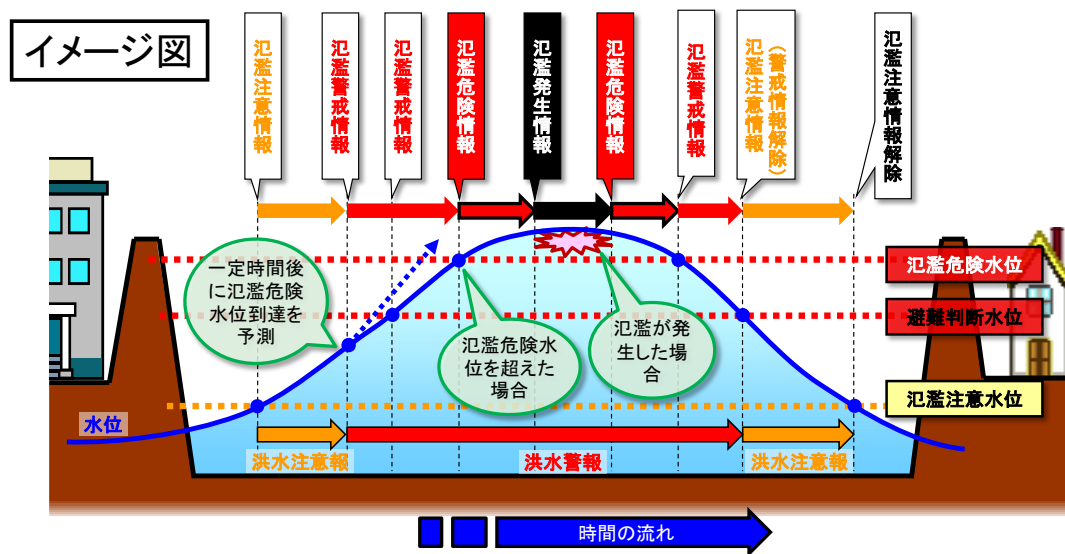 イメージ図
氾濫注意情報
氾濫警戒情報
氾濫警戒情報
氾濫危険情報
氾濫発生情報
氾濫危険情報
氾濫警戒情報
氾濫注意情報
（警戒情報解除）
氾濫注意情報解除
一定時間後
に氾濫危険
水位到達を
予測
氾濫危険水
位を超えた
場合
氾濫が発
生した場
合
氾濫危険水位
避難判断水位
氾濫注意水位
水位
洪水注意報
洪水警報
洪水注意報
時間の流れ